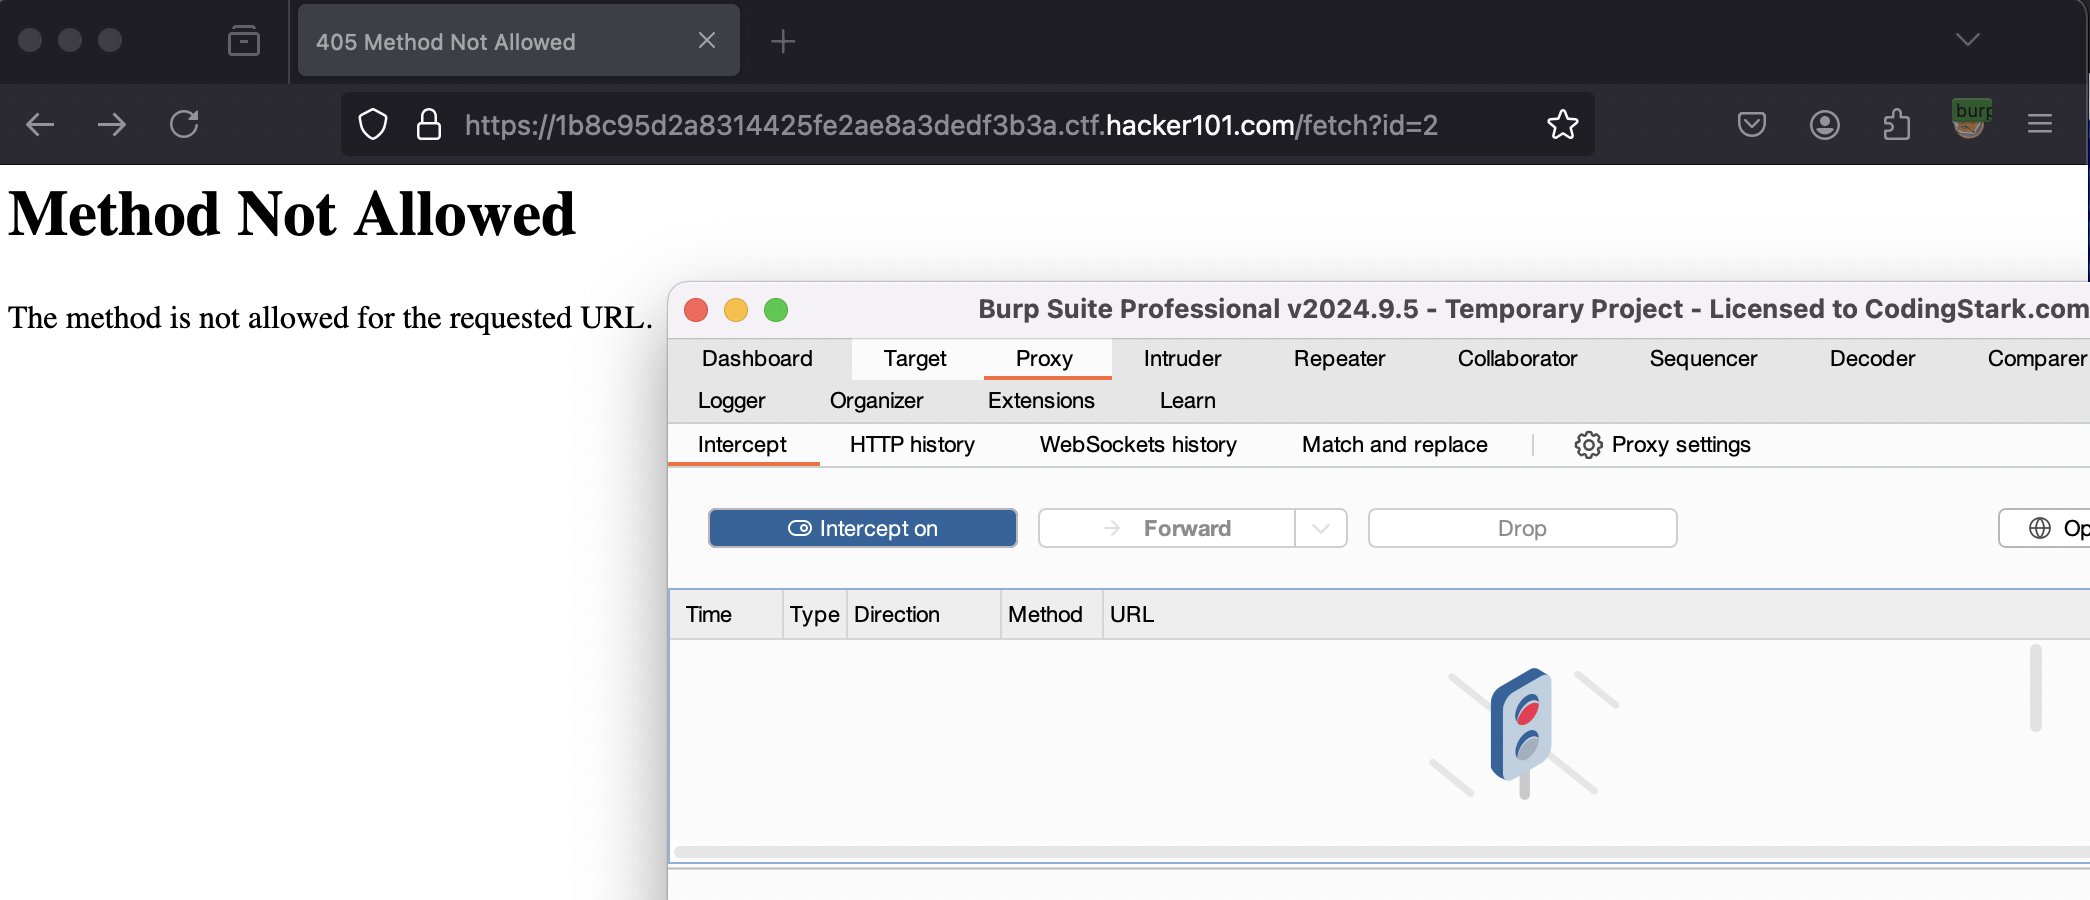 405 Method Not Allowed
https://1b8c95d2a8314425fe2ae8a3dedf3b3a.ctf.hacker101.com/fetch?id=2
burp
Method Not Allowed
The method is not allowed for the requested URL.
Burp Suite Professional v2024.9.5 - Temporary Project - Licensed to CodingStark.com
Dashboard Target Proxy Intruder Repeater Collaborator Sequencer Decoder Comparer
Logger Organizer Extensions Learn
Intercept HTTP history WebSockets history Match and replace Proxy settings
Intercept on Forward Drop Op
Time Type Direction Method URL